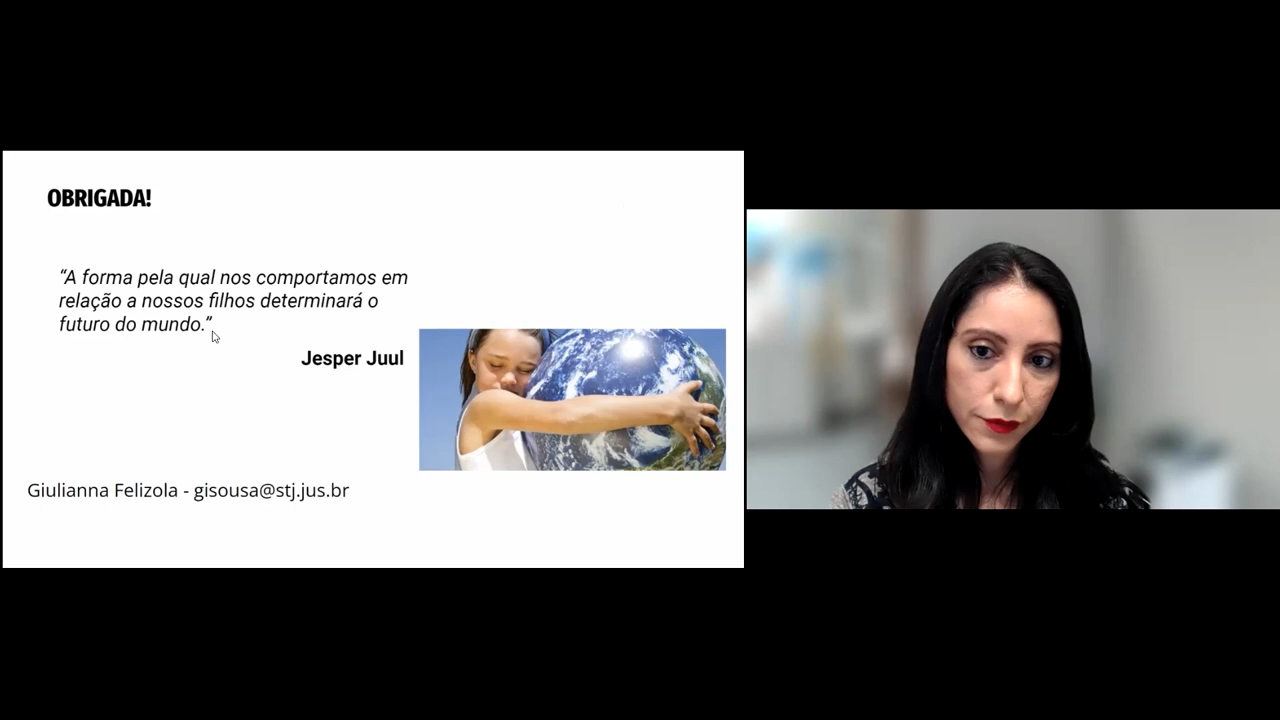 OBRIGADA!
“A forma pela qual nos comportamos em
relação a nossos filhos determinará o
futuro do mundo.”
Jesper Juul
Giulianna Felizola - gisousa@stj.jus.br